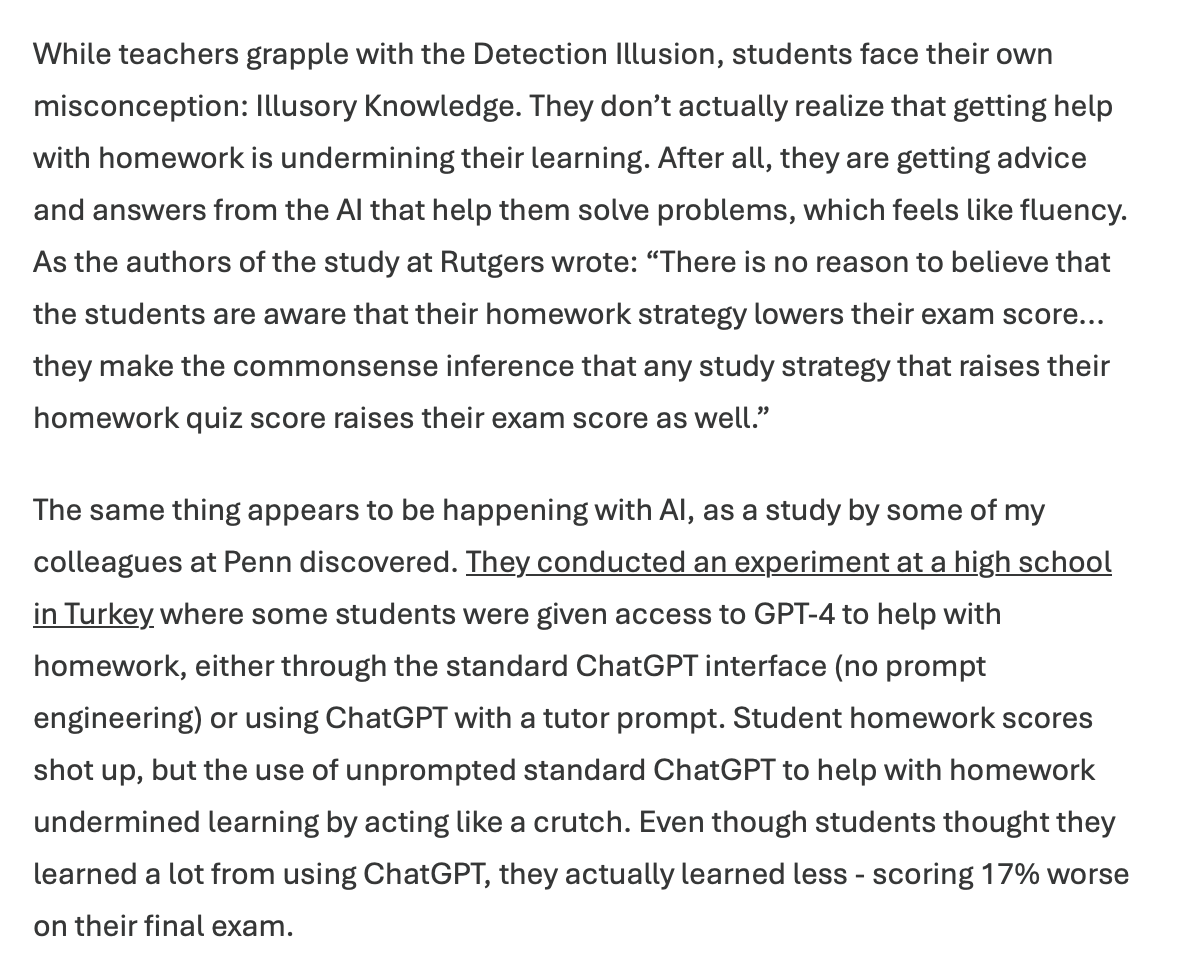 While teachers grapple with the Detection Illusion, students face their own
misconception: Illusory Knowledge. They don’t actually realize that getting help
with homework is undermining their learning. After all, they are getting advice
and answers from the AI that help them solve problems, which feels like fluency.
As the authors of the study at Rutgers wrote: “There is no reason to believe that
the students are aware that their homework strategy lowers their exam score...
they make the commonsense inference that any study strategy that raises their
homework quiz score raises their exam score as well.”
The same thing appears to be happening with AI, as a study by some of my
colleagues at Penn discovered. They conducted an experiment at a high school
in Turkey where some students were given access to GPT-4 to help with
homework, either through the standard ChatGPT interface (no prompt
engineering) or using ChatGPT with a tutor prompt. Student homework scores
shot up, but the use of unprompted standard ChatGPT to help with homework
undermined learning by acting like a crutch. Even though students thought they
learned a lot from using ChatGPT, they actually learned less - scoring 17% worse
on their final exam.